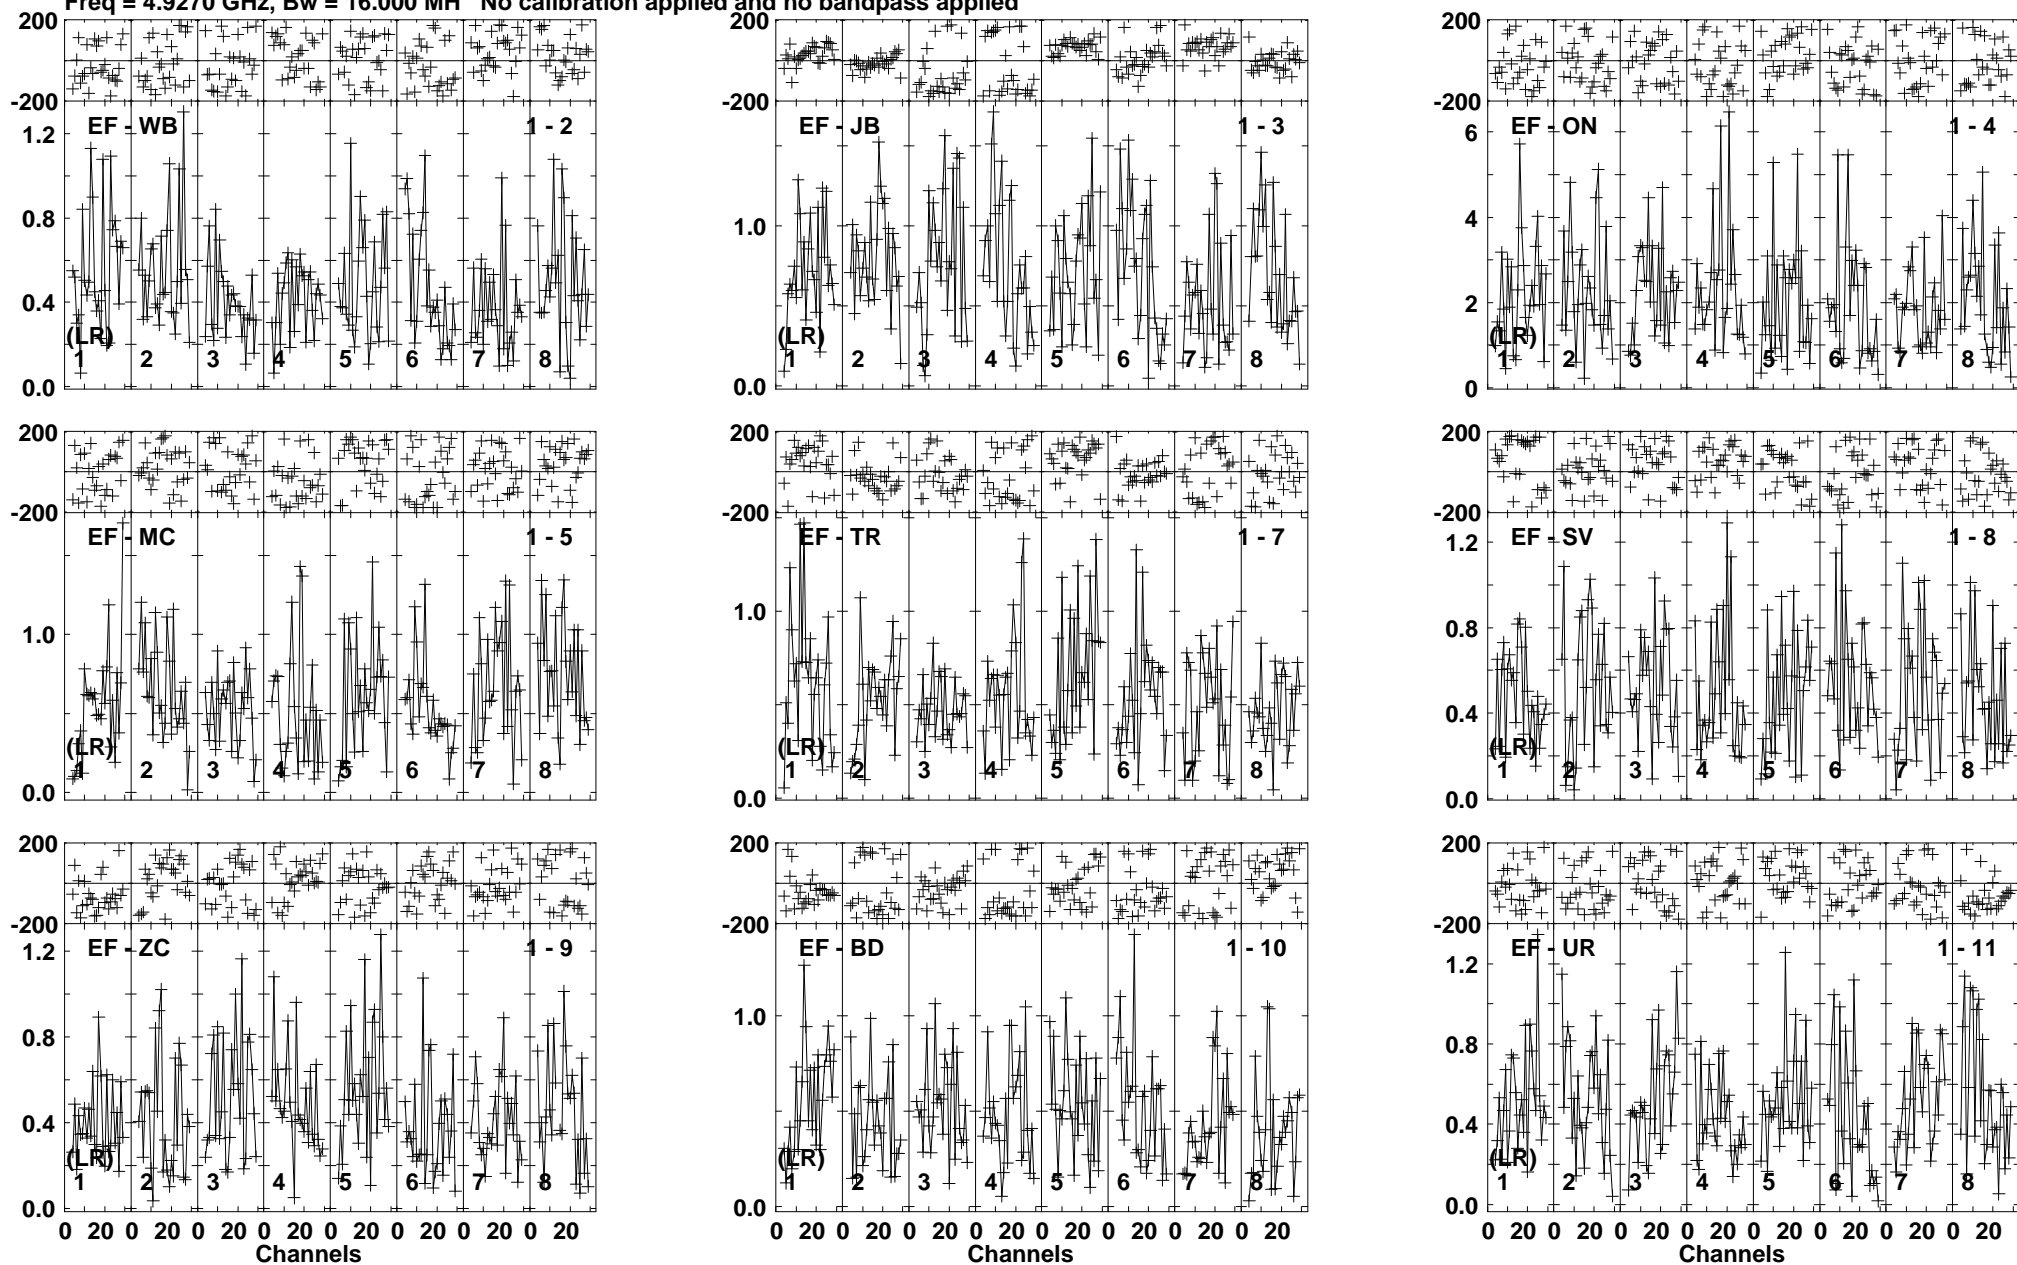 Freq = 4.9270 GHz, Bw = 16.000 MH No calibration applied and no bandpass applied
200 200 200
-200 -200 -200
EF - WB 1 - 2 EF - JB 1 - 3 EF - ON 1 - 4
1.2 6
0.8 1.0 4
0.4 2
(LR) (LR) (LR)
1 2 3 4 5 6 7 8 1 2 3 4 5 6 7 8 1 2 3 4 5 6 7 8
0.0 0.0 0
200 200 200
-200 -200 -200
EF - MC 1 - 5 EF - TR 1 - 7 EF - SV 1 - 8
1.2
1.0 1.0 0.8
0.4
(LR) (LR) (LR)
1 2 3 4 5 6 7 8 1 2 3 4 5 6 7 8 1 2 3 4 5 6 7 8
0.0 0.0 0.0
200 200 200
-200 -200 -200
EF - ZC 1 - 9 EF - BD 1 - 10 EF - UR 1 - 11
1.2 1.2
0.8 1.0 0.8
0.4 0.4
(LR) (LR) (LR)
1 2 3 4 5 6 7 8 1 2 3 4 5 6 7 8 1 2 3 4 5 6 7 8
0.0 0.0 0.0
0 20 0 20 0 20 0 20 0 20 0 20 0 20 0 20 0 20 0 20 0 20 0 20 0 20 0 20 0 20 0 20 0 20 0 20 0 20 0 20 0 20 0 20 0 20 0 20
Channels Channels Channels